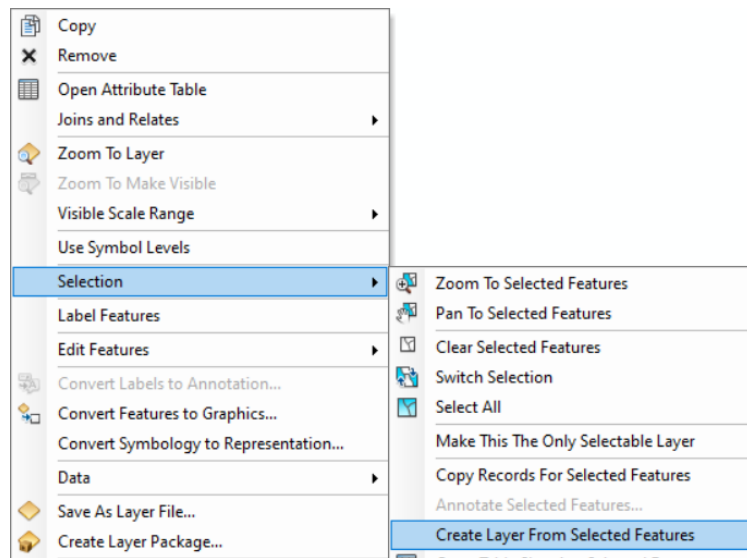 Copy
Remove
Open Attribute Table
Joins and Relates
Zoom To Layer
Zoom To Make Visible
Visible Scale Range
Use Symbol Levels
Selection
Label Features
Edit Features
Convert Labels to Annotation...
Convert Features to Graphics...
Convert Symbology to Representation...
Data
Save As Layer File...
Create Layer Package...
Zoom To Selected Features
Pan To Selected Features
Clear Selected Features
Switch Selection
Select All
Make This The Only Selectable Layer
Copy Records For Selected Features
Annotate Selected Features...
Create Layer From Selected Features